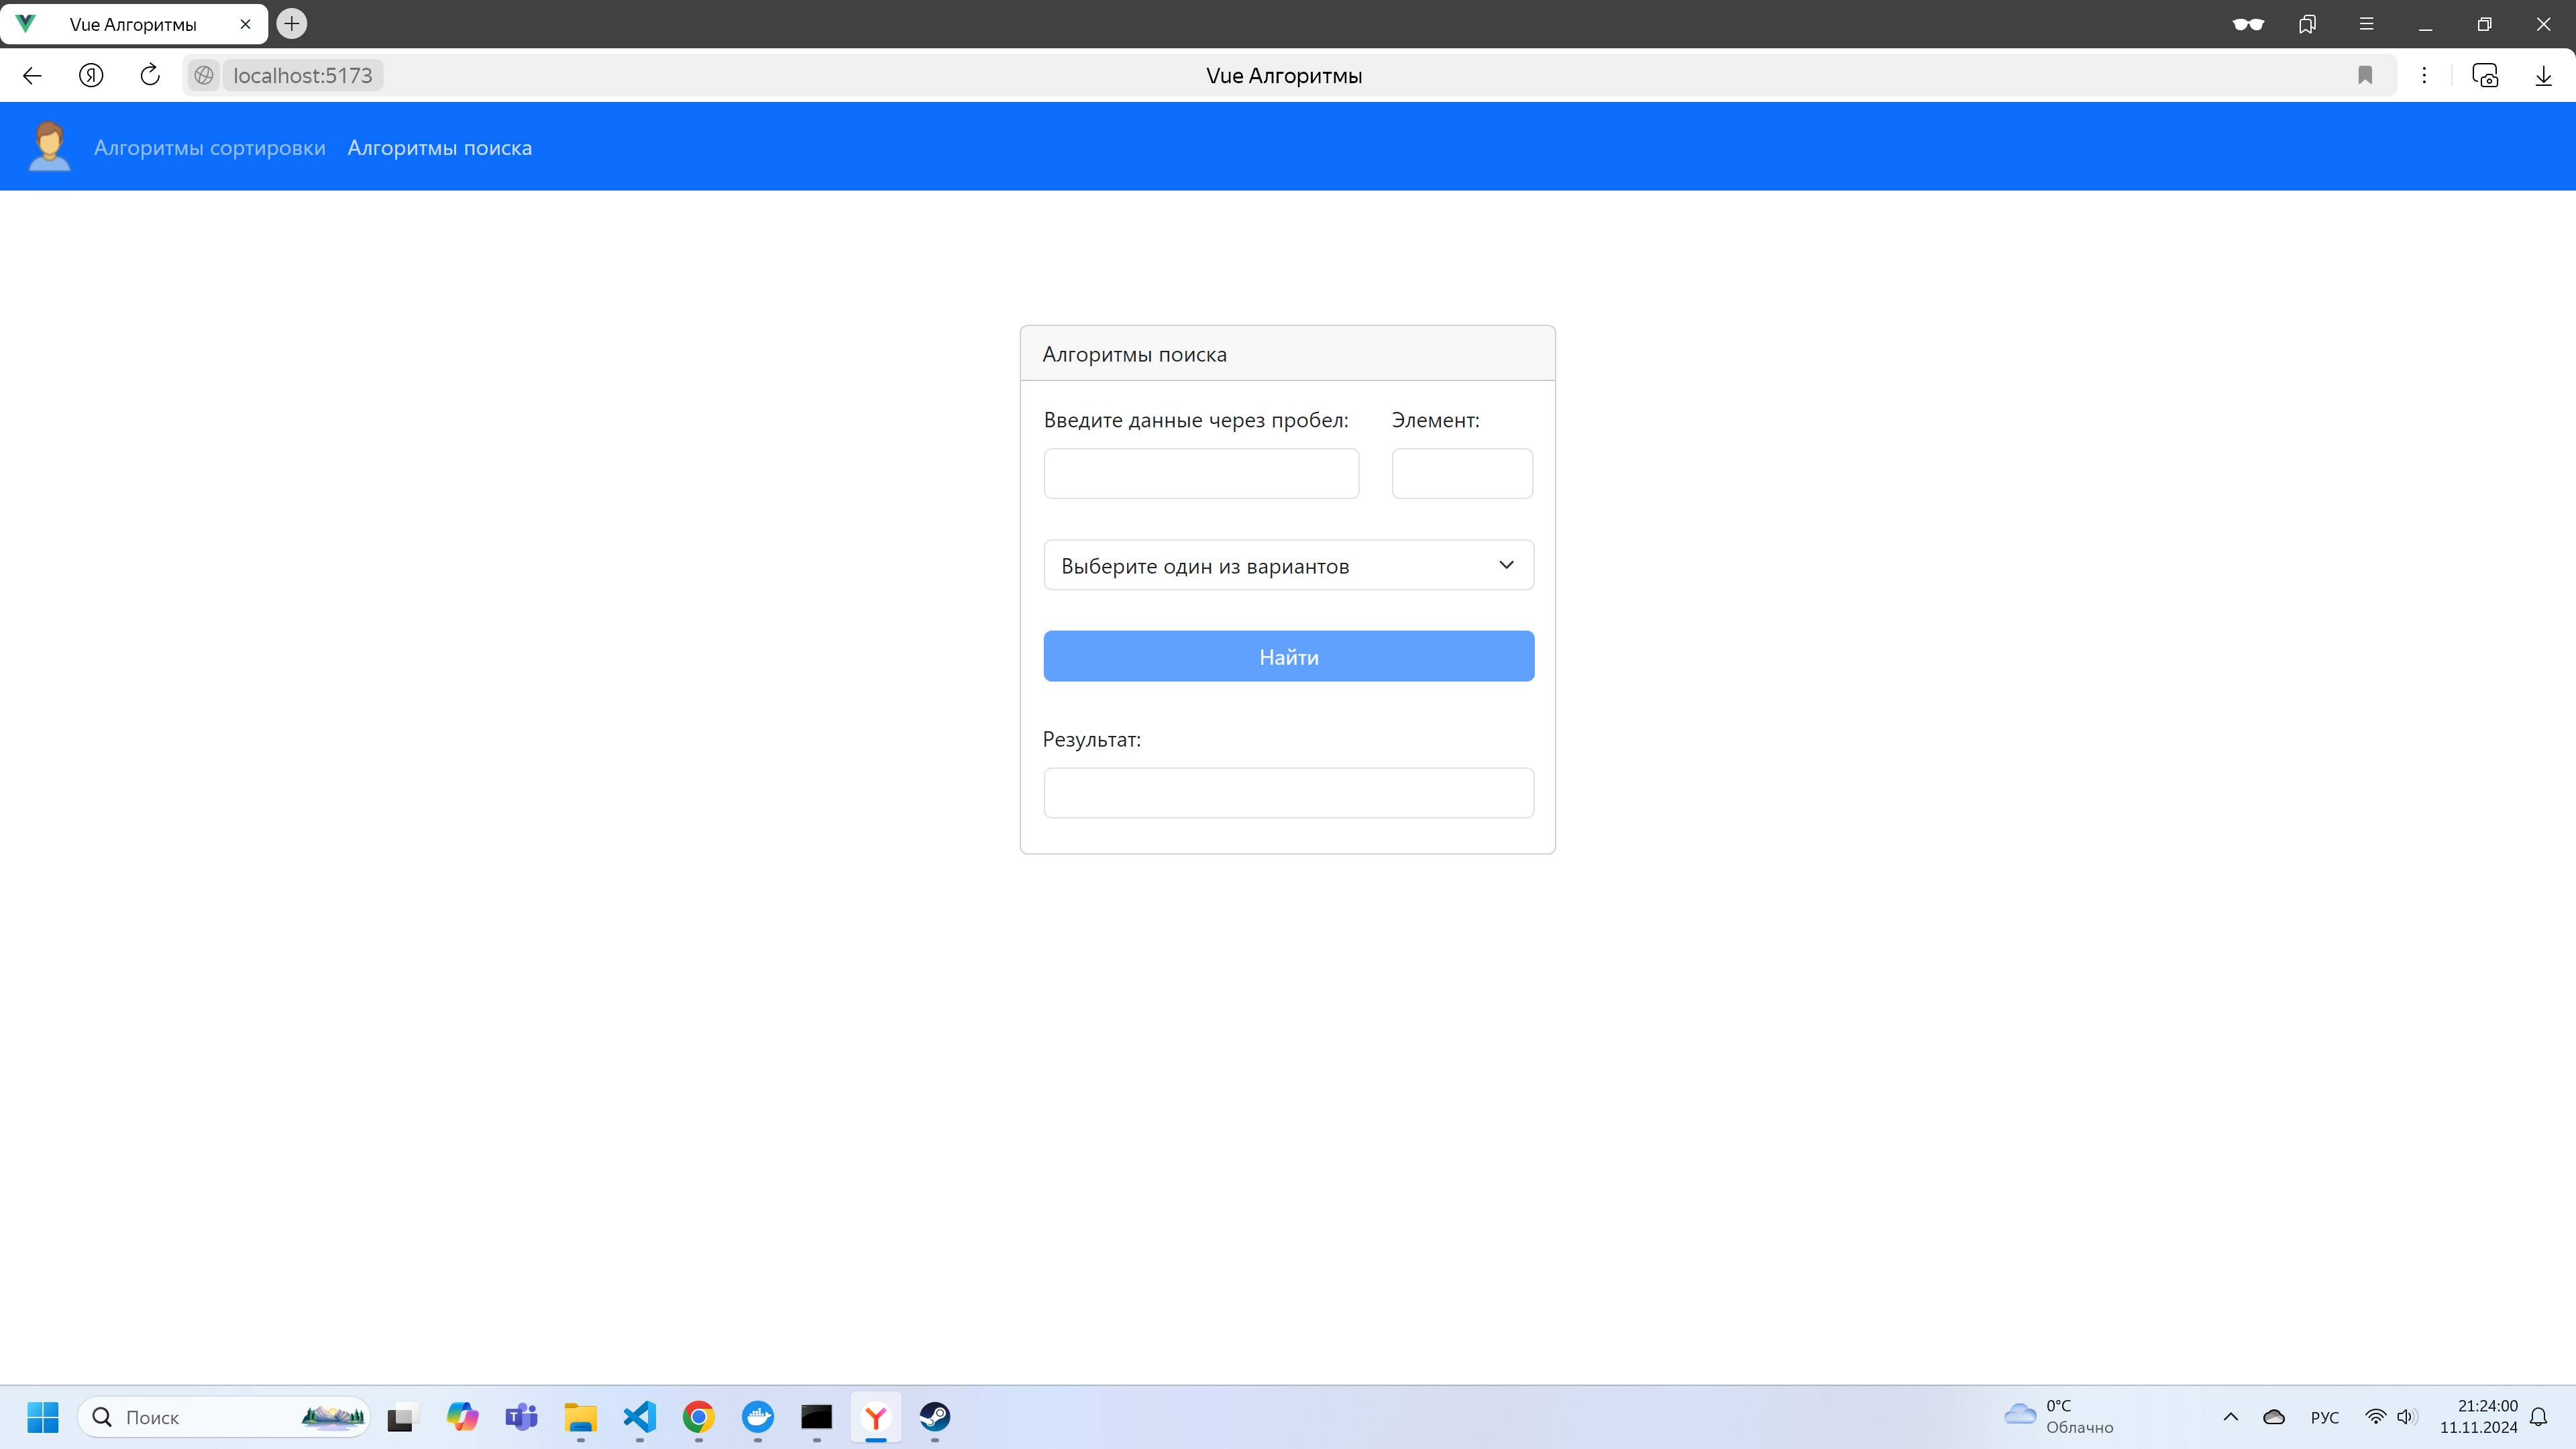 Vue Алгоритмы
localhost:5173
Vue Алгоритмы
Алгоритмы сортировки
Алгоритмы поиска
Алгоритмы поиска
Введите данные через пробел:
Элемент:
Выберите один из вариантов
Найти
Результат:
Поиск
0°C
Облачно
РУС
21:24:00
11.11.2024